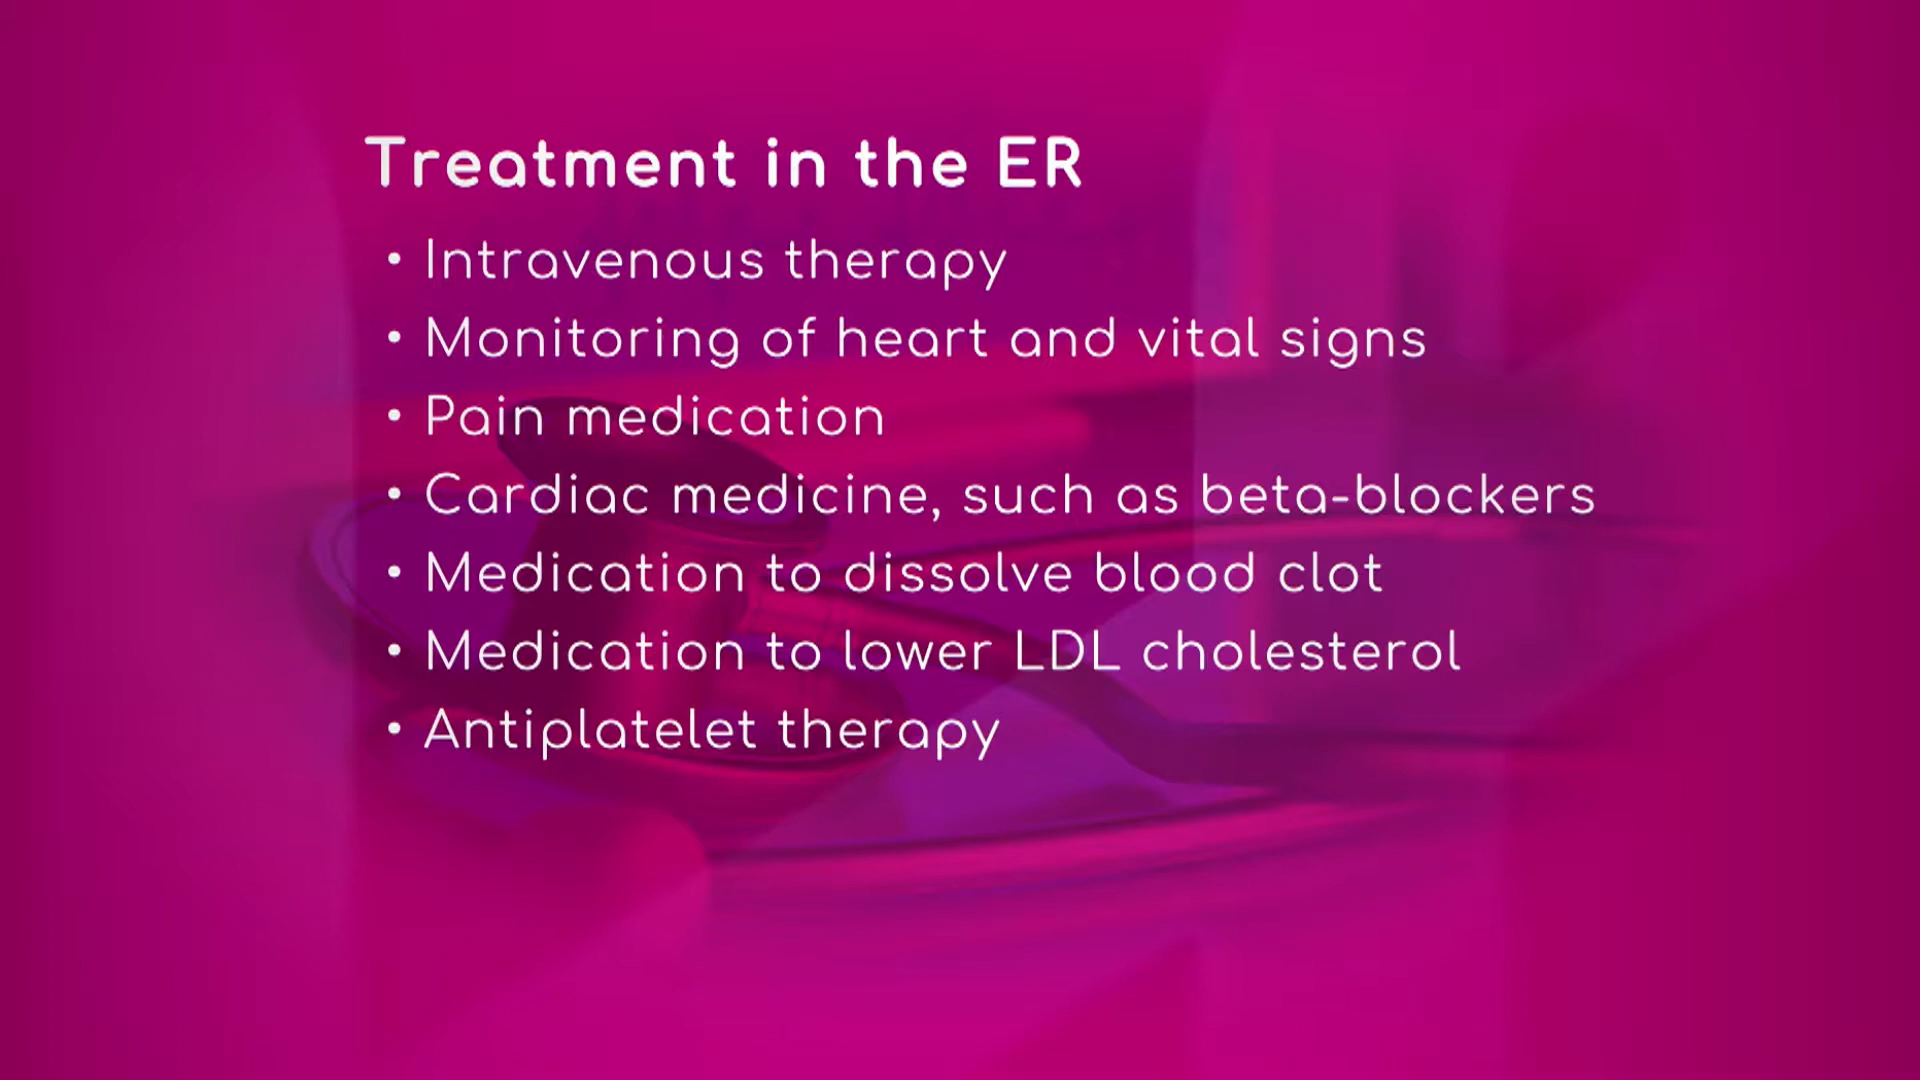 Treatment in the ER
• Intravenous therapy
• Monitoring of heart and vital signs
• Pain medication
• Cardiac medicine, such as beta-blockers
• Medication to dissolve blood clot
• Medication to lower LDL cholesterol
• Antiplatelet therapy